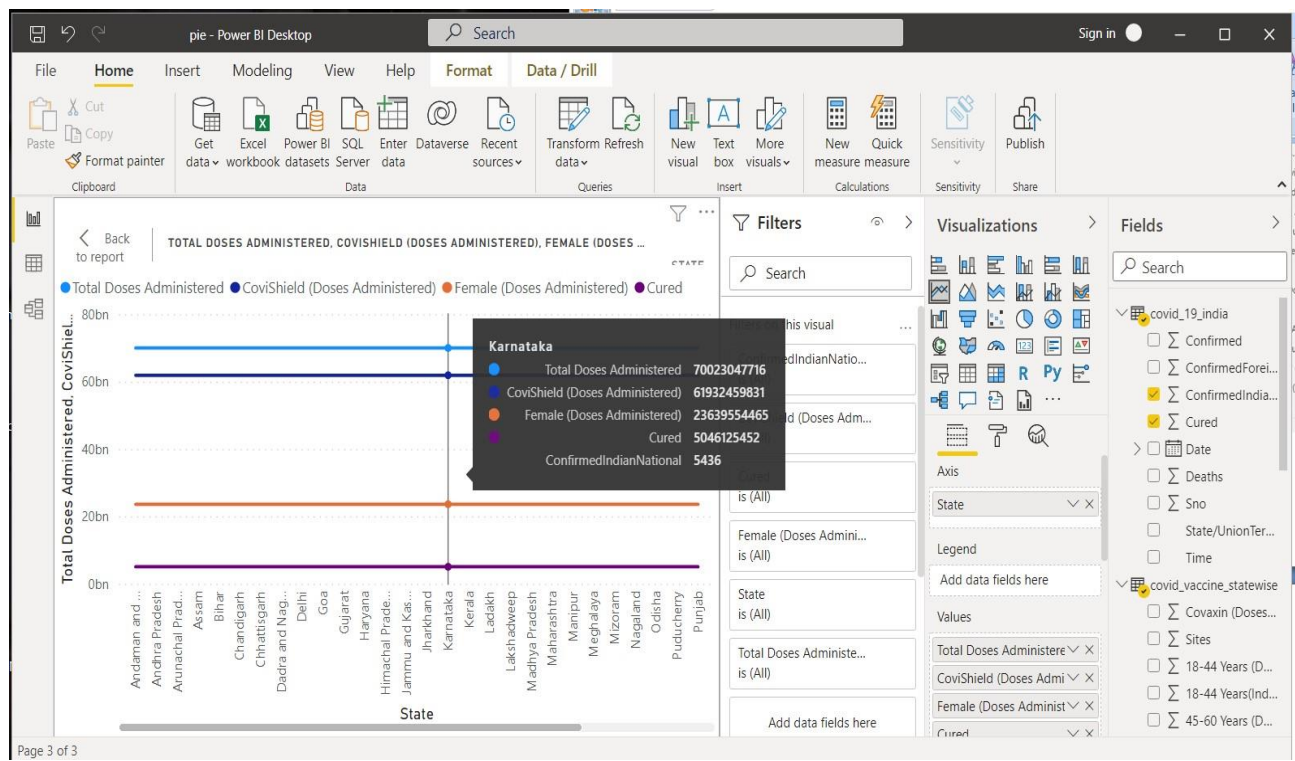 pie - Power BI Desktop
Search
Sign in
File Home Insert Modeling View Help Format Data / Drill
Paste
Cut
Copy
Format painter
Clipboard
Get data
Excel workbook
Power BI datasets
SQL Server
Enter data
Dataverse
Recent sources
Data
Transform data
Refresh
Queries
New visual
Text box
More visuals
Insert
New measure
Quick measure
Calculations
Sensitivity
Sensitivity
Publish
Share
Back to report
TOTAL DOSES ADMINISTERED, COVISHIELD (DOSES ADMINISTERED), FEMALE (DOSES ...
STATE
Total Doses Administered CoviShield (Doses Administered) Female (Doses Administered) Cured
Total Doses Administered, CoviShiel...
80bn
60bn
40bn
20bn
0bn
Karnataka
Total Doses Administered 70023047716
CoviShield (Doses Administered) 61932459831
Female (Doses Administered) 23639554465
Cured 5046125452
ConfirmedIndianNational 5436
Andaman and ...
Andhra Pradesh
Arunachal Prad...
Assam
Bihar
Chandigarh
Chhattisgarh
Dadra and Nag...
Delhi
Goa
Gujarat
Haryana
Himachal Prade...
Jammu and Kas...
Jharkhand
Karnataka
Kerala
Ladakh
Lakshadweep
Madhya Pradesh
Maharashtra
Manipur
Meghalaya
Mizoram
Nagaland
Odisha
Puducherry
Punjab
State
Filters
Search
this visual ...
ConfirmedIndianNatio...
(Doses Adm...
Cured
is (All)
Female (Doses Admini...
is (All)
State
is (All)
Total Doses Administe...
is (All)
Add data fields here
Visualizations
123
R Py
...
Axis
State
Legend
Add data fields here
Values
Total Doses Administere
CoviShield (Doses Admi
Female (Doses Administ
Cured
Fields
Search
covid_19_india
Confirmed
ConfirmedForei...
ConfirmedIndia...
Cured
Date
Deaths
Sno
State/UnionTer...
Time
covid_vaccine_statewise
Covaxin (Doses...
Sites
18-44 Years (D...
18-44 Years(Ind...
45-60 Years (D...
Page 3 of 3